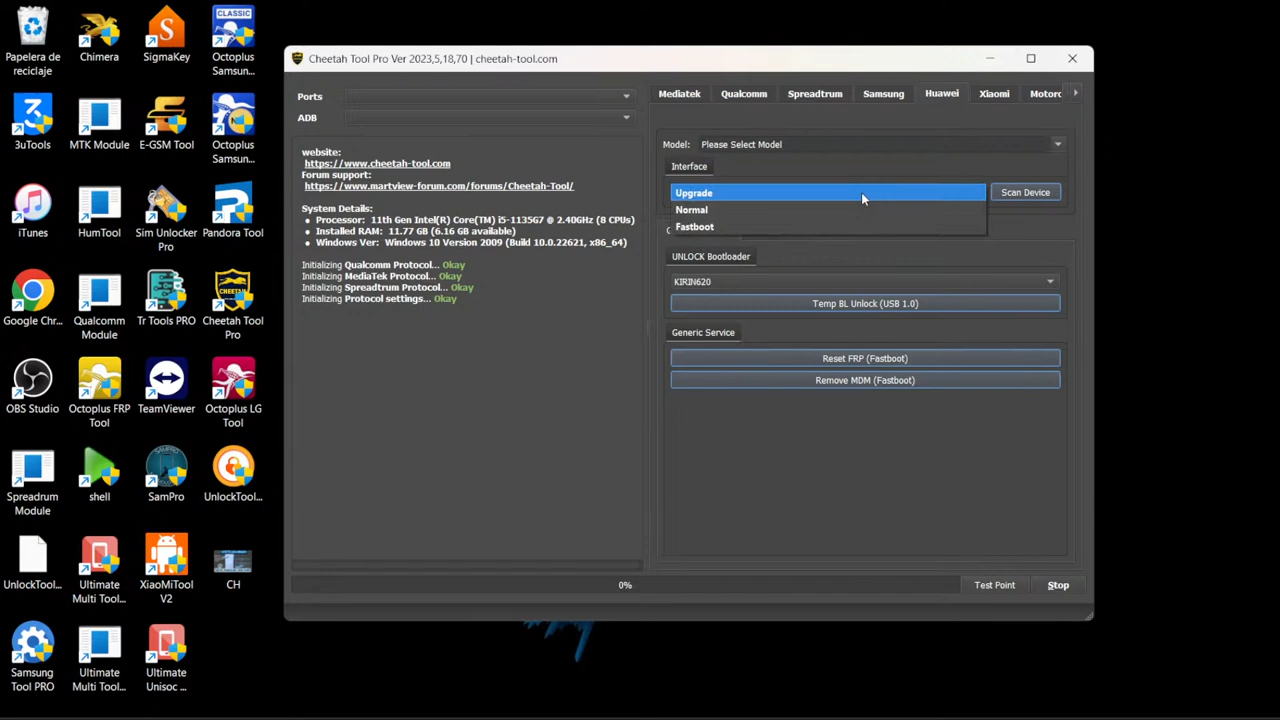 Papelera de
reciclaje
Chimera
SigmaKey
CLASSIC
Octoplus
Samsun...
3uTools
MTK Module
E-GSM Tool
Octoplus
Samsun...
iTunes
HumTool
Sim Unlocker
Pro
Pandora Tool
Google Chr...
Qualcomm
Module
Tr Tools PRO
CHEETAH
Cheetah Tool
Pro
OBS Studio
Octoplus FRP
Tool
TeamViewer
Octoplus LG
Tool
Spreadrum
Module
shell
SamPro
UnlockTool...
UnlockTool...
Ultimate
Multi Tool...
XiaoMiTool
V2
CH
Samsung
Tool PRO
Ultimate
Multi Tool...
Ultimate
Unisoc ...
Cheetah Tool Pro Ver 2023,5,18,70 | cheetah-tool.com
Ports
ADB
website:
https://www.cheetah-tool.com
Forum support:
https://www.martview-forum.com/forums/Cheetah-Tool/
System Details:
• Processor: 11th Gen Intel(R) Core(TM) i5-1135G7 @ 2.40GHz (8 CPUs)
• Installed RAM: 11.77 GB (6.16 GB available)
• Windows Ver: Windows 10 Version 2009 (Build 10.0.22621, x86_64)
Initializing Qualcomm Protocol... Okay
Initializing MediaTek Protocol... Okay
Initializing Spreadtrum Protocol... Okay
Initializing Protocol settings... Okay
Mediatek
Qualcomm
Spreadtrum
Samsung
Huawei
Xiaomi
Motorc
Model: Please Select Model
Interface
Upgrade
Scan Device
Normal
Fastboot
UNLOCK Bootloader
KIRIN620
Temp BL Unlock (USB 1.0)
Generic Service
Reset FRP (Fastboot)
Remove MDM (Fastboot)
0%
Test Point
Stop